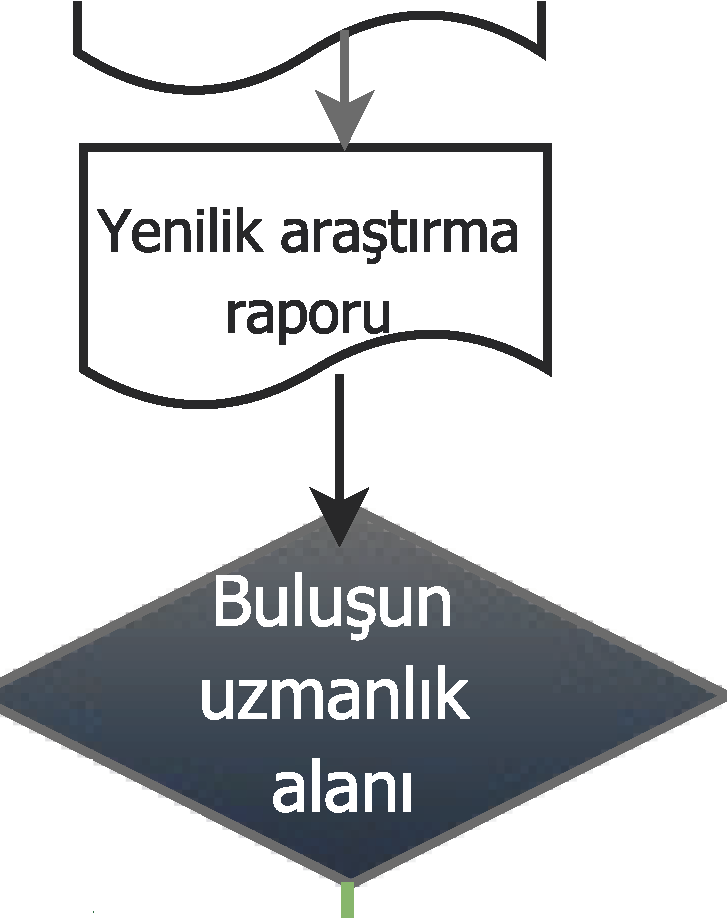 Yenilik araştırma
raporu
Buluşun
uzmanlık
alanı